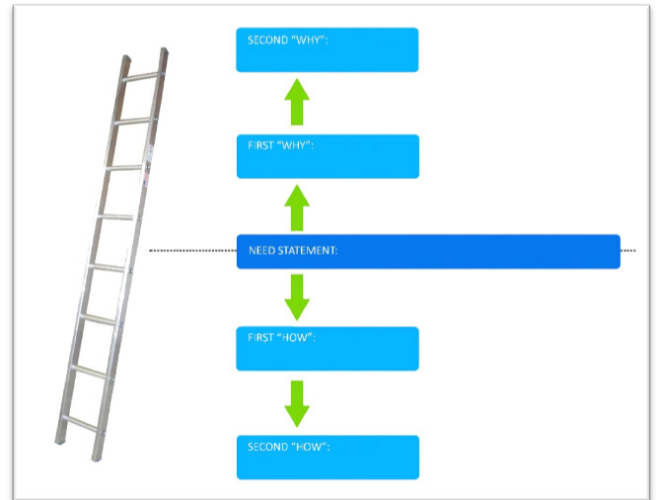 SECOND “WHY”:
FIRST “WHY”:
NEED STATEMENT:
FIRST “HOW”:
SECOND “HOW”: